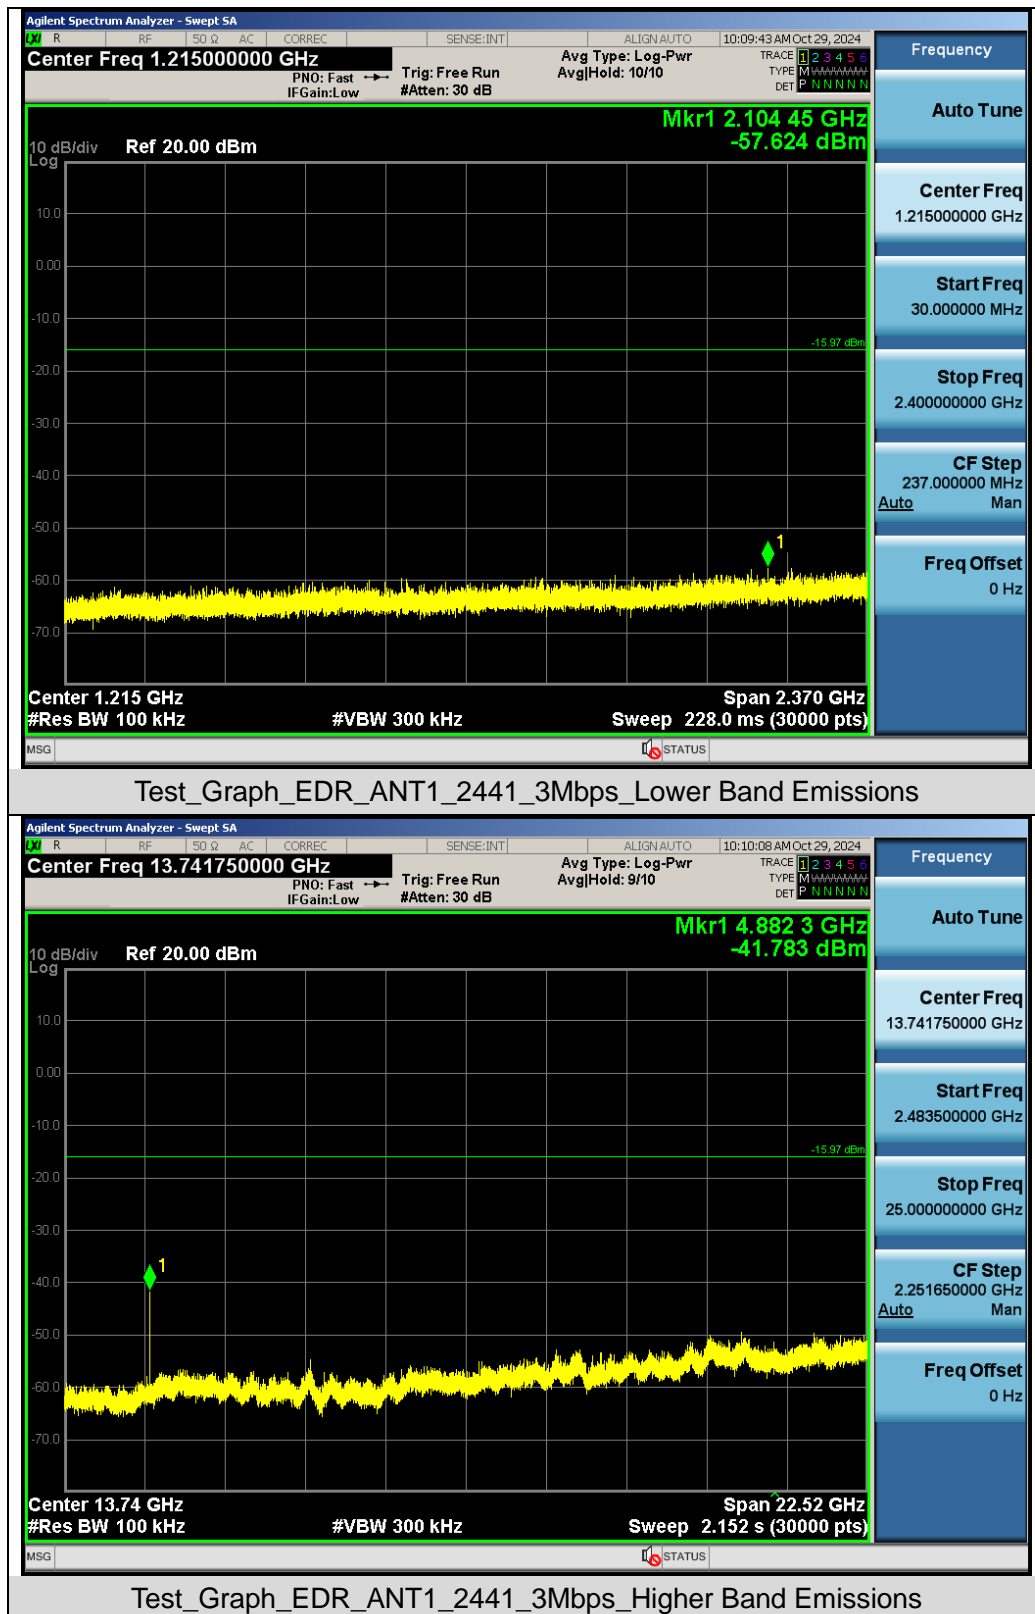 Agilent Spectrum Analyzer - Swept SA
LXI R RF 50 Ω AC CORREC SENSE:INT ALIGN AUTO 10:09:43 AM Oct 29, 2024
Center Freq 1.215000000 GHz
PNO: Fast
IFGain:Low
Trig: Free Run
#Atten: 30 dB
Avg Type: Log-Pwr
Avg|Hold: 10/10
TRACE 1 2 3 4 5 6
TYPE M
DET P N N N N N
Frequency
Mkr1 2.104 45 GHz
-57.624 dBm
10 dB/div Ref 20.00 dBm
Log
10.0
0.00
-10.0
-15.97 dBm
-20.0
-30.0
-40.0
-50.0
1
-60.0
-70.0
Center 1.215 GHz Span 2.370 GHz
#Res BW 100 kHz #VBW 300 kHz Sweep 228.0 ms (30000 pts)
MSG STATUS
Auto Tune
Center Freq
1.215000000 GHz
Start Freq
30.000000 MHz
Stop Freq
2.400000000 GHz
CF Step
237.000000 MHz
Auto Man
Freq Offset
0 Hz
Test_Graph_EDR_ANT1_2441_3Mbps_Lower Band Emissions
Agilent Spectrum Analyzer - Swept SA
LXI R RF 50 Ω AC CORREC SENSE:INT ALIGN AUTO 10:10:08 AM Oct 29, 2024
Center Freq 13.741750000 GHz
PNO: Fast
IFGain:Low
Trig: Free Run
#Atten: 30 dB
Avg Type: Log-Pwr
Avg|Hold: 9/10
TRACE 1 2 3 4 5 6
TYPE M
DET P N N N N N
Frequency
Mkr1 4.882 3 GHz
-41.783 dBm
10 dB/div Ref 20.00 dBm
Log
10.0
0.00
-10.0
-15.97 dBm
-20.0
-30.0
1
-40.0
-50.0
-60.0
-70.0
Center 13.74 GHz Span 22.52 GHz
#Res BW 100 kHz #VBW 300 kHz Sweep 2.152 s (30000 pts)
MSG STATUS
Auto Tune
Center Freq
13.741750000 GHz
Start Freq
2.483500000 GHz
Stop Freq
25.000000000 GHz
CF Step
2.251650000 GHz
Auto Man
Freq Offset
0 Hz
Test_Graph_EDR_ANT1_2441_3Mbps_Higher Band Emissions